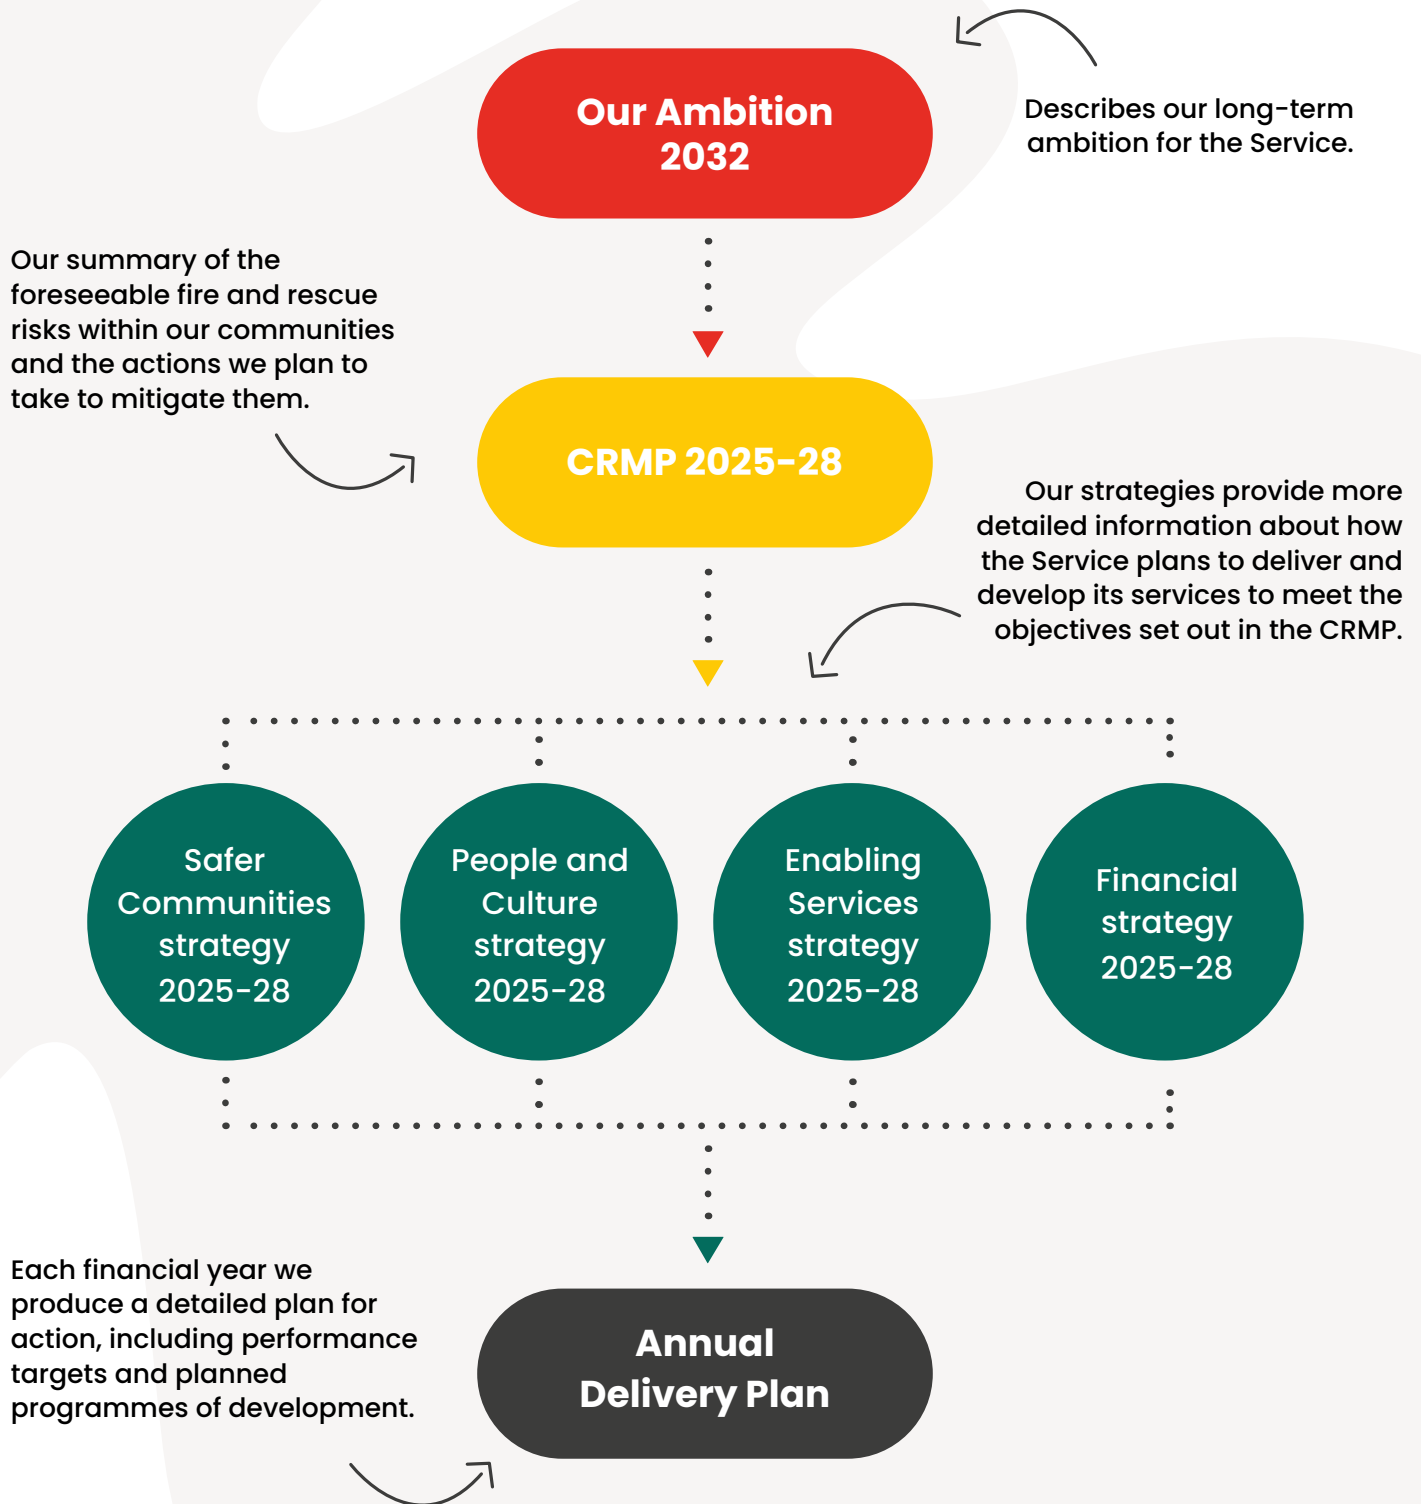 Our Ambition
2032
Describes our long-term
ambition for the Service.
Our summary of the
foreseeable fire and rescue
risks within our communities
and the actions we plan to
take to mitigate them.
CRMP 2025-28
Our strategies provide more
detailed information about how
the Service plans to deliver and
develop its services to meet the
objectives set out in the CRMP.
Safer
Communities
strategy
2025-28
People and
Culture
strategy
2025-28
Enabling
Services
strategy
2025-28
Financial
strategy
2025-28
Each financial year we
produce a detailed plan for
action, including performance
targets and planned
programmes of development.
Annual
Delivery Plan